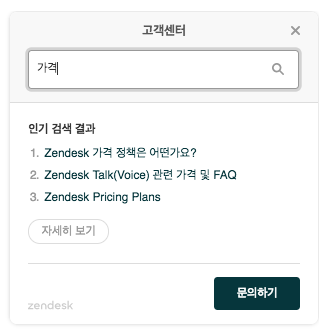 고객센터
가격
인기 검색 결과
1. Zendesk 가격 정책은 어떤가요?
2. Zendesk Talk(Voice) 관련 가격 및 FAQ
3. Zendesk Pricing Plans
자세히 보기
문의하기
zendesk